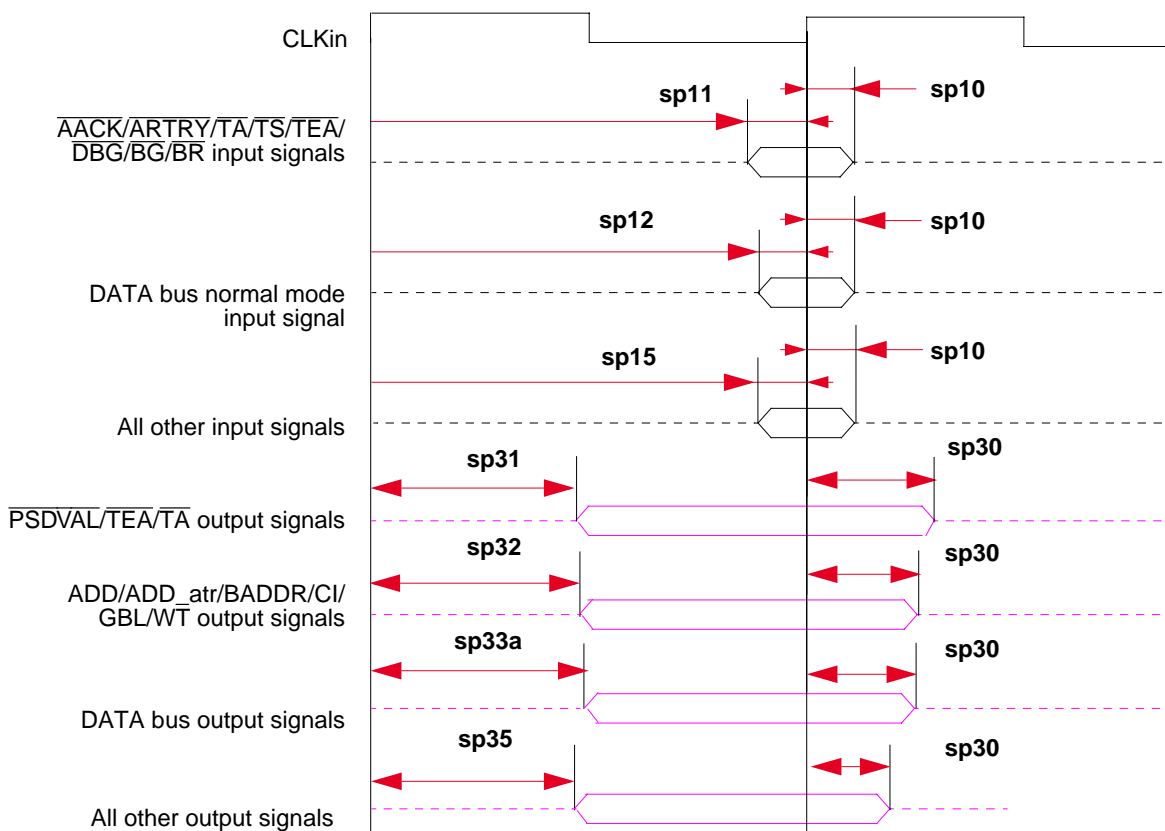 CLKin
sp11
sp10
AACK/ARTRY/TA/TS/TEA/
DBG/BG/BR input signals
sp12
sp10
DATA bus normal mode
input signal
sp15
sp10
All other input signals
sp31
sp30
PSDVAL/TEA/TA output signals
sp32
sp30
ADD/ADD_atr/BADDR/CI/
GBL/WT output signals
sp33a
sp30
DATA bus output signals
sp35
sp30
All other output signals